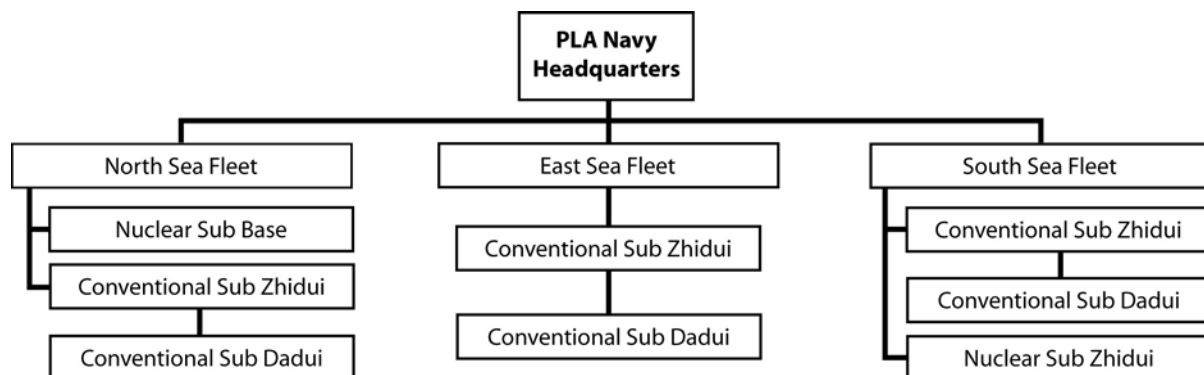 PLA Navy
Headquarters
North Sea Fleet
Nuclear Sub Base
Conventional Sub Zhidui
Conventional Sub Dadui
East Sea Fleet
Conventional Sub Zhidui
Conventional Sub Dadui
South Sea Fleet
Conventional Sub Zhidui
Conventional Sub Dadui
Nuclear Sub Zhidui